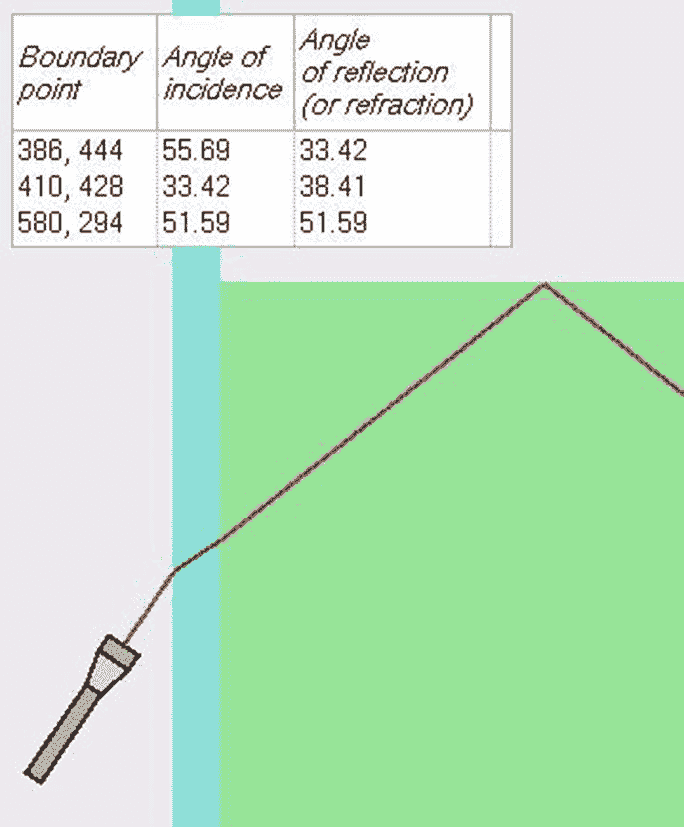 Boundary point
Angle of incidence
Angle of reflection (or refraction)
386, 444 55.69 33.42
410, 428 33.42 38.41
580, 294 51.59 51.59